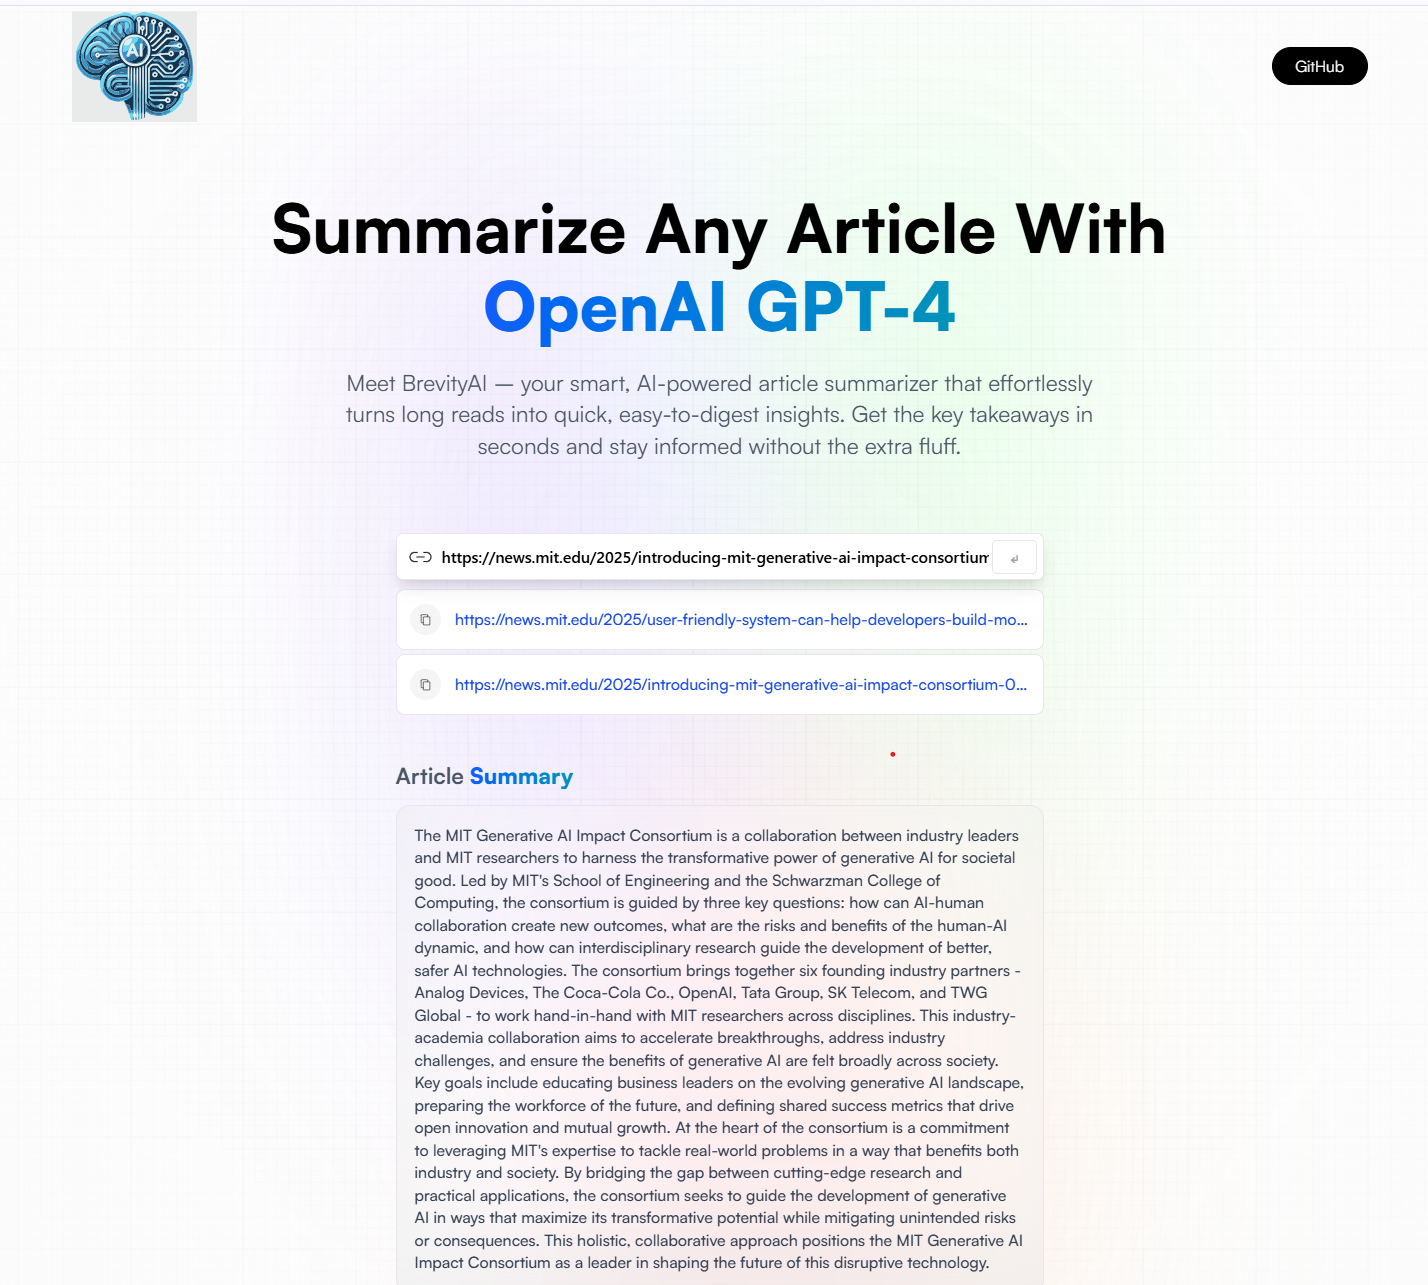 AI
GitHub
Summarize Any Article With
OpenAI GPT-4
Meet BrevityAI — your smart, AI-powered article summarizer that effortlessly
turns long reads into quick, easy-to-digest insights. Get the key takeaways in
seconds and stay informed without the extra fluff.
https://news.mit.edu/2025/introducing-mit-generative-ai-impact-consortium
https://news.mit.edu/2025/user-friendly-system-can-help-developers-build-mo...
https://news.mit.edu/2025/introducing-mit-generative-ai-impact-consortium-0...
Article Summary
The MIT Generative AI Impact Consortium is a collaboration between industry leaders
and MIT researchers to harness the transformative power of generative AI for societal
good. Led by MIT's School of Engineering and the Schwarzman College of
Computing, the consortium is guided by three key questions: how can AI-human
collaboration create new outcomes, what are the risks and benefits of the human-AI
dynamic, and how can interdisciplinary research guide the development of better,
safer AI technologies. The consortium brings together six founding industry partners -
Analog Devices, The Coca-Cola Co., OpenAI, Tata Group, SK Telecom, and TWG
Global - to work hand-in-hand with MIT researchers across disciplines. This industry-
academia collaboration aims to accelerate breakthroughs, address industry
challenges, and ensure the benefits of generative AI are felt broadly across society.
Key goals include educating business leaders on the evolving generative AI landscape,
preparing the workforce of the future, and defining shared success metrics that drive
open innovation and mutual growth. At the heart of the consortium is a commitment
to leveraging MIT's expertise to tackle real-world problems in a way that benefits both
industry and society. By bridging the gap between cutting-edge research and
practical applications, the consortium seeks to guide the development of generative
AI in ways that maximize its transformative potential while mitigating unintended risks
or consequences. This holistic, collaborative approach positions the MIT Generative AI
Impact Consortium as a leader in shaping the future of this disruptive technology.